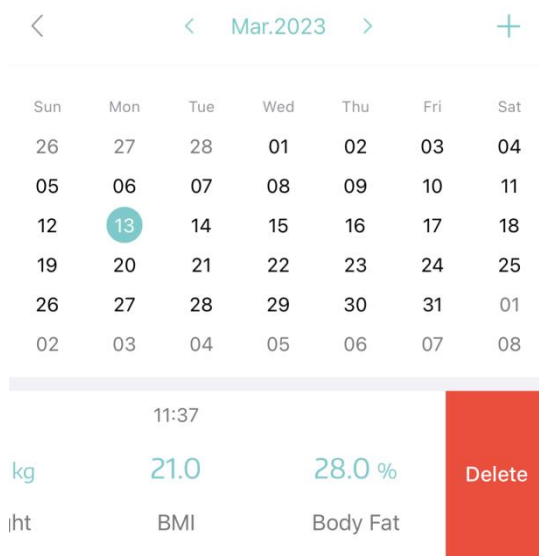 Mar.2023
Sun Mon Tue Wed Thu Fri Sat
26 27 28 01 02 03 04
05 06 07 08 09 10 11
12 13 14 15 16 17 18
19 20 21 22 23 24 25
26 27 28 29 30 31 01
02 03 04 05 06 07 08
11:37
kg 21.0 28.0 % Delete
ht BMI Body Fat